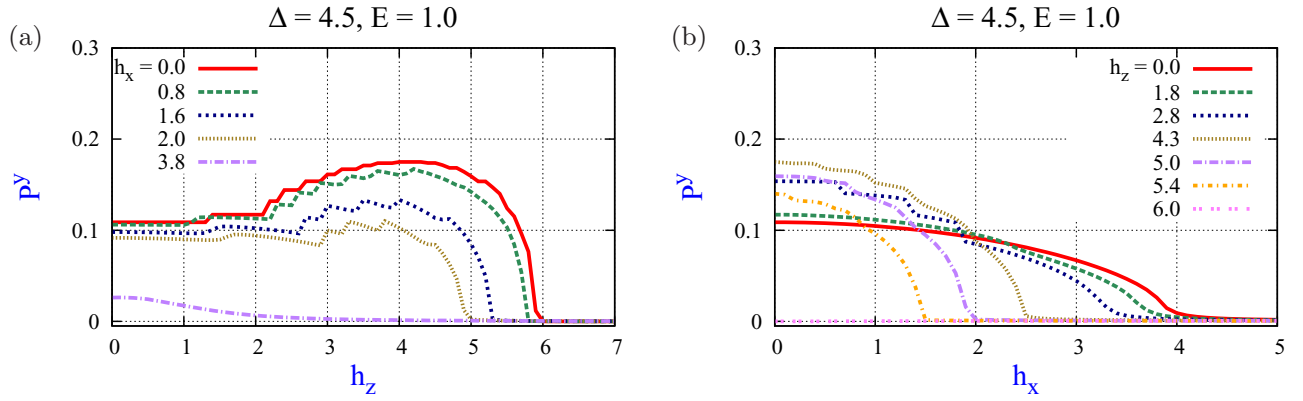 Δ = 4.5, E = 1.0
(a)
0.3
0.2
0.1
0
P^y
h_x = 0.0
0.8
1.6
2.0
3.8
0 1 2 3 4 5 6 7
h_z
Δ = 4.5, E = 1.0
(b)
0.3
0.2
0.1
0
P^y
h_z = 0.0
1.8
2.8
4.3
5.0
5.4
6.0
0 1 2 3 4 5
h_x